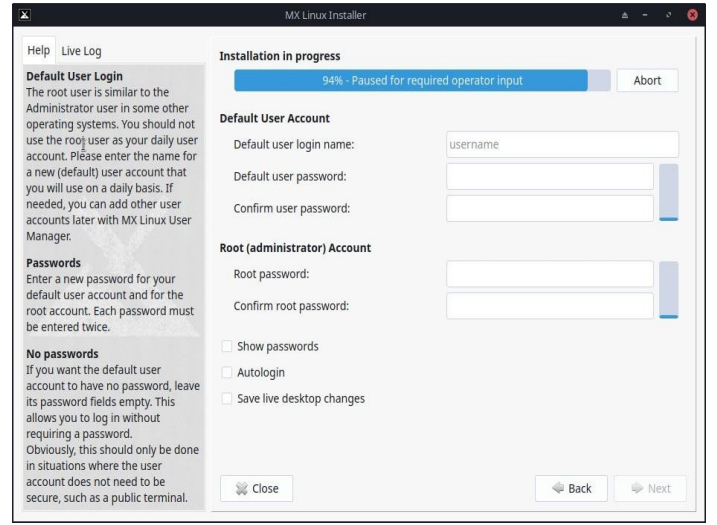 MX Linux Installer
Help
Live Log
Default User Login
The root user is similar to the
Administrator user in some other
operating systems. You should not
use the root user as your daily user
account. Please enter the name for
a new (default) user account that
you will use on a daily basis. If
needed, you can add other user
accounts later with MX Linux User
Manager.
Passwords
Enter a new password for your
default user account and for the
root account. Each password must
be entered twice.
No passwords
If you want the default user
account to have no password, leave
its password fields empty. This
allows you to log in without
requiring a password.
Obviously, this should only be done
in situations where the user
account does not need to be
secure, such as a public terminal.
Installation in progress
94% - Paused for required operator input
Abort
Default User Account
Default user login name:
username
Default user password:
Confirm user password:
Root (administrator) Account
Root password:
Confirm root password:
Show passwords
Autologin
Save live desktop changes
Close
Back
Next